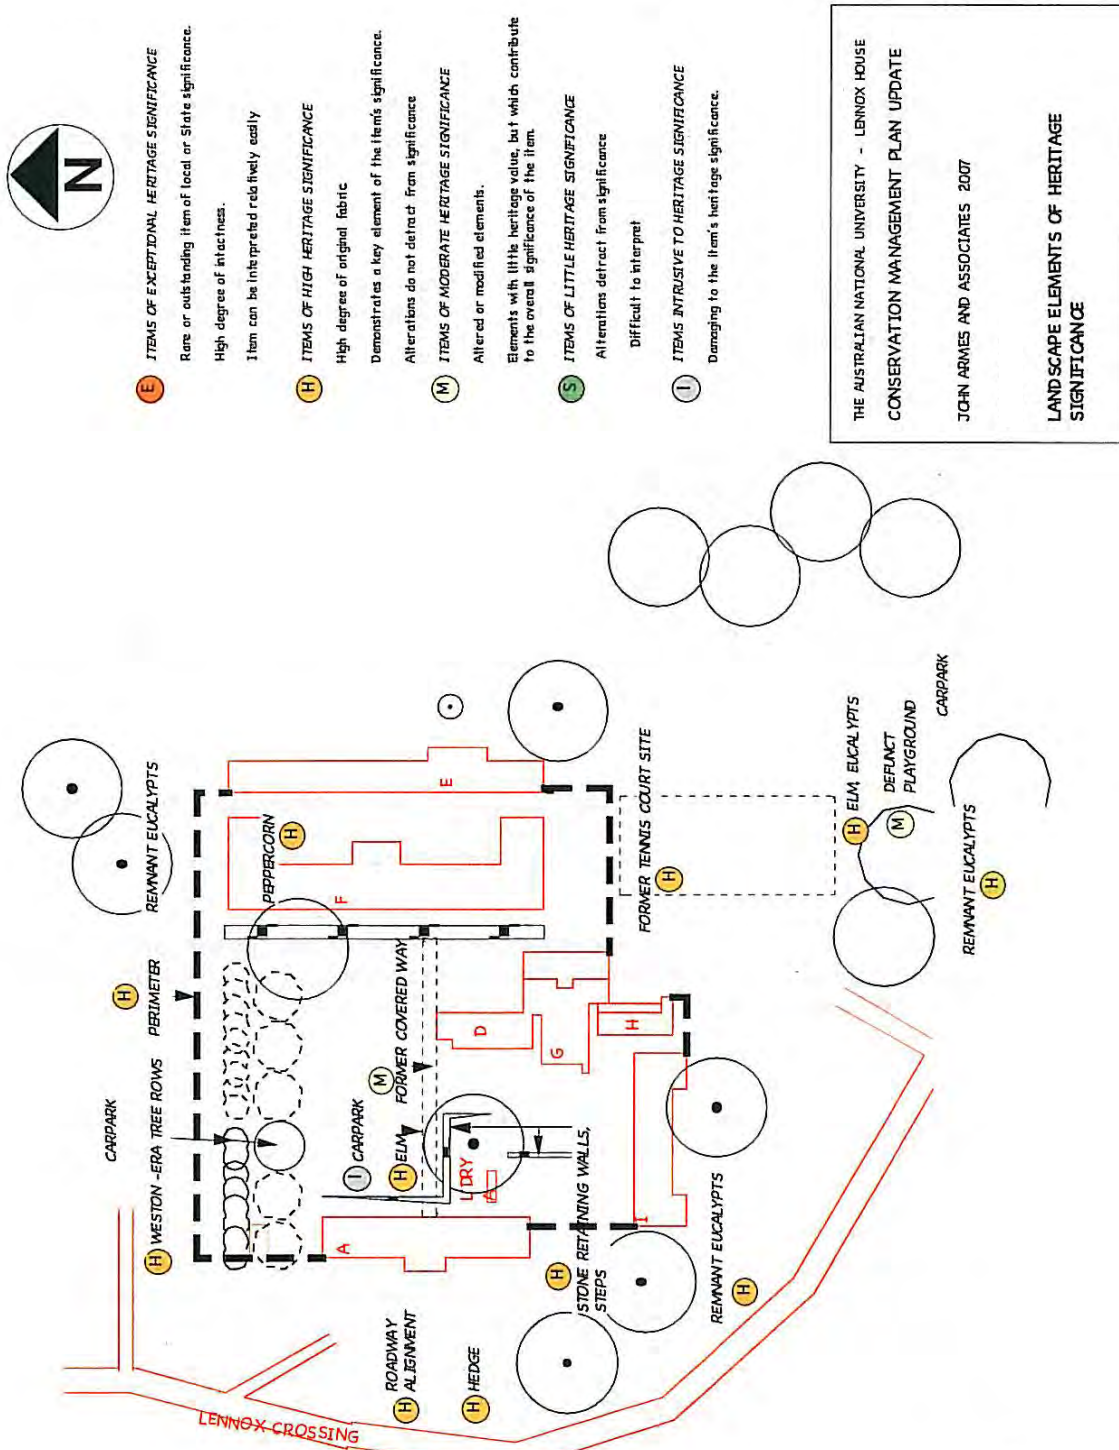 N
E ITEMS OF EXCEPTIONAL HERITAGE SIGNIFICANCE
Rare or outstanding item of local or State significance.
High degree of intactness.
Item can be interpreted relatively easily
H ITEMS OF HIGH HERITAGE SIGNIFICANCE
High degree of original fabric
Demonstrates a key element of the item's significance.
Alterations do not detract from significance
M ITEMS OF MODERATE HERITAGE SIGNIFICANCE
Altered or modified elements.
Elements with little heritage value, but which contribute
to the overall significance of the item.
S ITEMS OF LITTLE HERITAGE SIGNIFICANCE
Alterations detract from significance
Difficult to interpret
I ITEMS INTRUSIVE TO HERITAGE SIGNIFICANCE
Damaging to the item's heritage significance.
THE AUSTRALIAN NATIONAL UNIVERSITY - LENNOX HOUSE
CONSERVATION MANAGEMENT PLAN UPDATE
JOHN ARMES AND ASSOCIATES 2007
LANDSCAPE ELEMENTS OF HERITAGE
SIGNIFICANCE
CARPARK
H WESTON -ERA TREE ROWS
H PERIMETER
REMNANT EUCALYPTS
PEPPERCORN
H
F
E
A
I CARPARK
H ELM
M FORMER COVERED WAY
L'DRY
A
D
G
H
I
H STONE RETAINING WALLS,
STEPS
FORMER TENNIS COURT SITE
H
H ROADWAY
ALIGNMENT
H HEDGE
LENNOX CROSSING
REMNANT EUCALYPTS
H
H ELM, EUCALYPTS
M DEFUNCT
PLAYGROUND
CARPARK
REMNANT EUCALYPTS
H